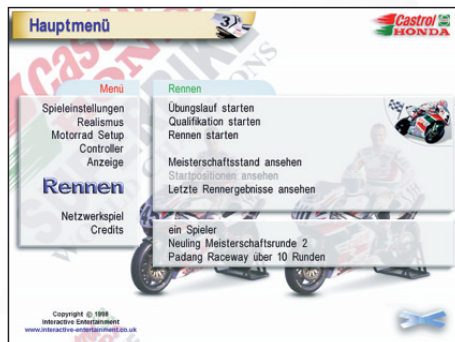 Hauptmenü
3
Castrol
HONDA
Menü
Spieleinstellungen
Realismus
Motorrad Setup
Controller
Anzeige
Rennen
Netzwerkspiel
Credits
Rennen
Übungslauf starten
Qualifikation starten
Rennen starten
Meisterschaftsstand ansehen
Startpositionen ansehen
Letzte Rennergebnisse ansehen
ein Spieler
Neuling Meisterschaftsrunde 2
Padang Raceway über 10 Runden
Copyright © 1998
Interactive Entertainment
www.interactive-entertainment.co.uk